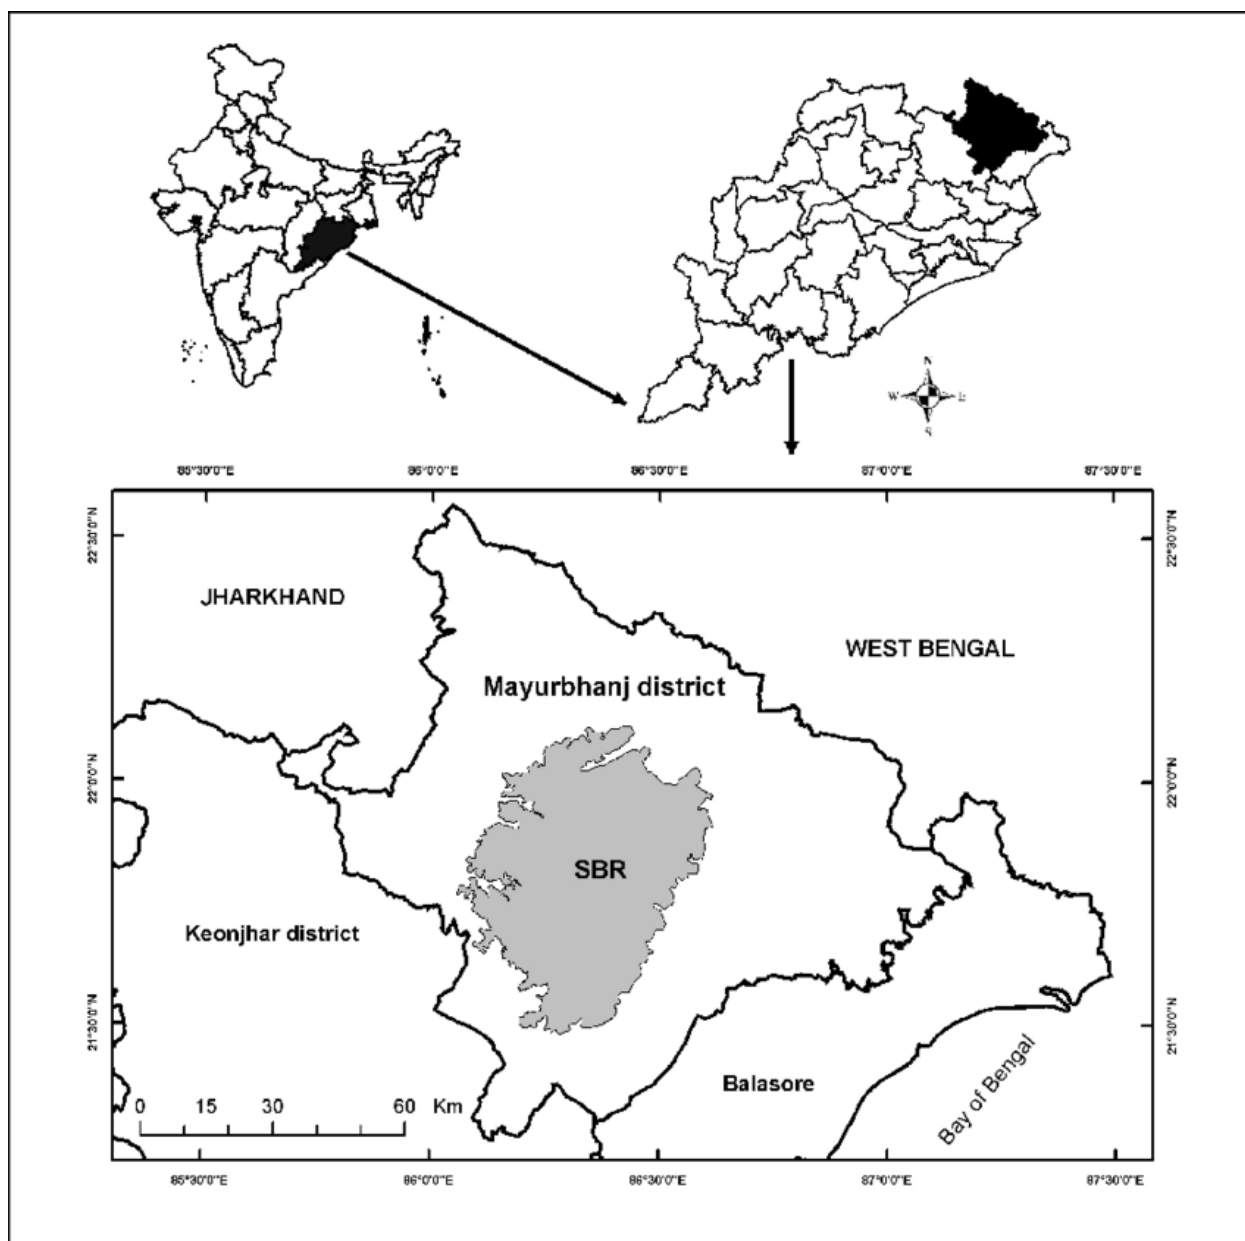 N
W E
S
85°30'0"E 86°0'0"E 86°30'0"E 87°0'0"E 87°30'0"E
22°30'0"N 22°30'0"N
JHARKHAND
WEST BENGAL
Mayurbhanj district
22°0'0"N 22°0'0"N
SBR
Keonjhar district
21°30'0"N 21°30'0"N
Bay of Bengal
Balasore
0 15 30 60 Km
85°30'0"E 86°0'0"E 86°30'0"E 87°0'0"E 87°30'0"E